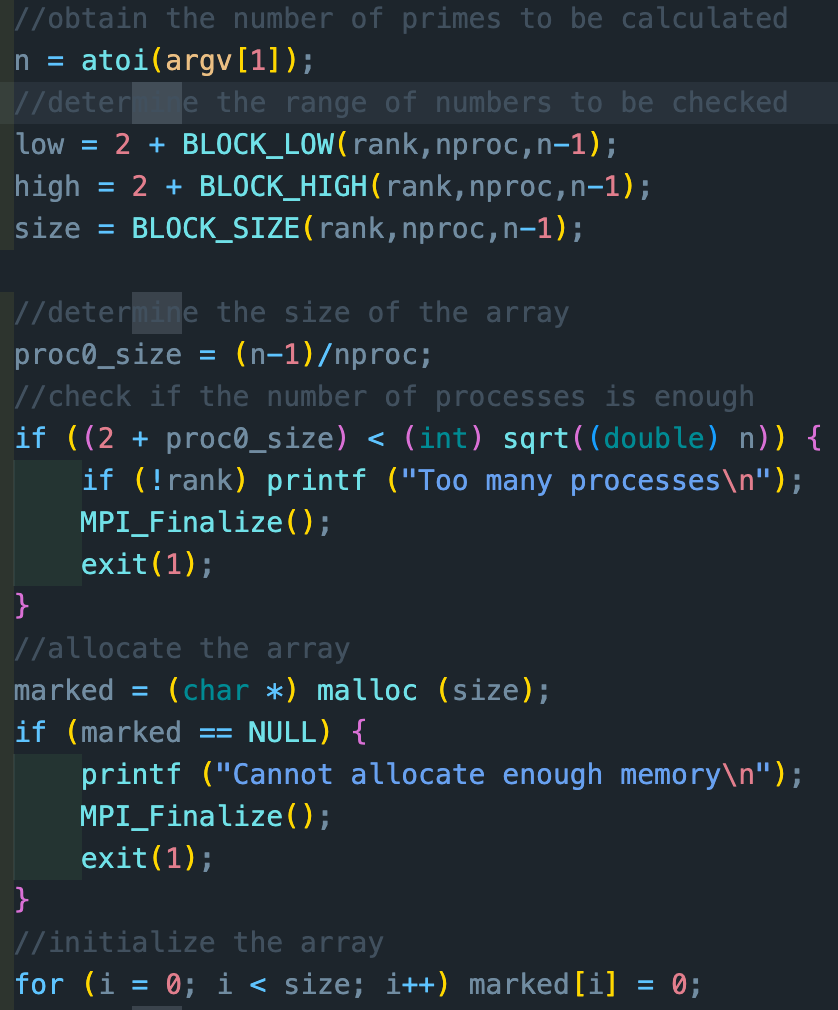 //obtain the number of primes to be calculated
n = atoi(argv[1]);
//determine the range of numbers to be checked
low = 2 + BLOCK_LOW(rank,nproc,n-1);
high = 2 + BLOCK_HIGH(rank,nproc,n-1);
size = BLOCK_SIZE(rank,nproc,n-1);
//determine the size of the array
proc0_size = (n-1)/nproc;
//check if the number of processes is enough
if ((2 + proc0_size) < (int) sqrt((double) n)) {
if (!rank) printf ("Too many processes\n");
MPI_Finalize();
exit(1);
}
//allocate the array
marked = (char *) malloc (size);
if (marked == NULL) {
printf ("Cannot allocate enough memory\n");
MPI_Finalize();
exit(1);
}
//initialize the array
for (i = 0; i < size; i++) marked[i] = 0;